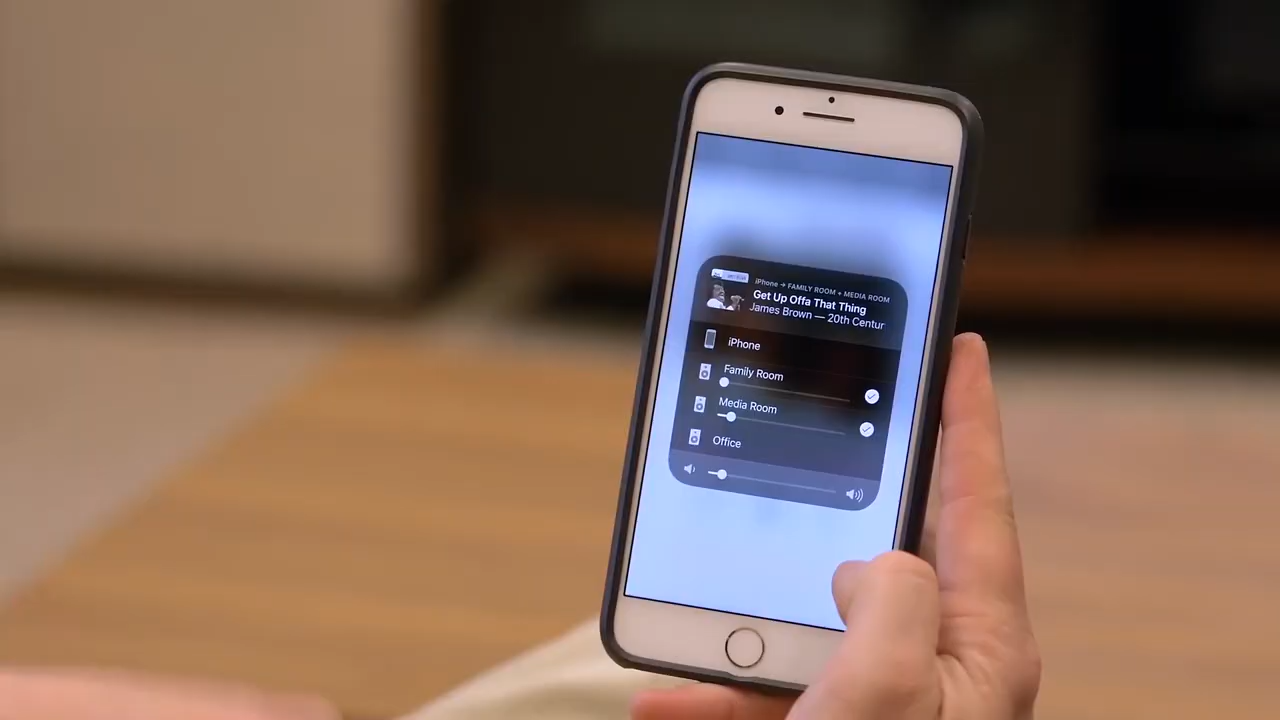 iPhone → FAMILY ROOM + MEDIA ROOM
Get Up Offa That Thing
James Brown — 20th Centur
iPhone
Family Room
Media Room
Office